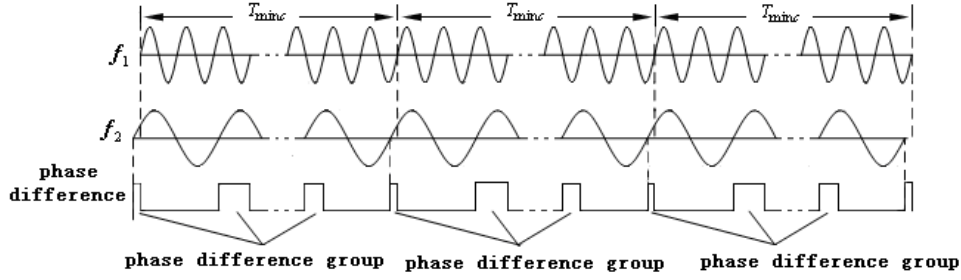 Tminc Tminc Tminc
f1
f2
phase
difference
phase difference group phase difference group phase difference group